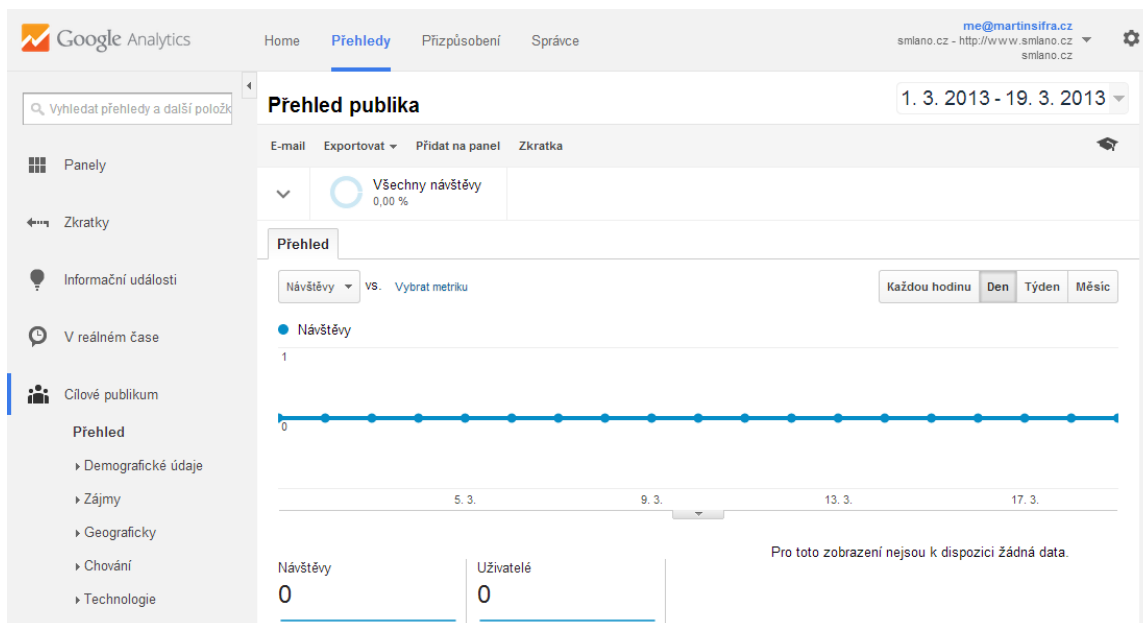 Google Analytics
Home Přehledy Přizpůsobení Správce
me@martinsifra.cz
smlano.cz - http://www.smlano.cz
smlano.cz
Vyhledat přehledy a další položk
Panely
Zkratky
Informační události
V reálném čase
Cílové publikum
Přehled
Demografické údaje
Zájmy
Geograficky
Chování
Technologie
Přehled publika
1. 3. 2013 - 19. 3. 2013
E-mail Exportovat Přidat na panel Zkratka
Všechny návštěvy
0,00 %
Přehled
Návštěvy vs. Vybrat metriku
Každou hodinu Den Týden Měsíc
Návštěvy
1
0
5. 3. 9. 3. 13. 3. 17. 3.
Pro toto zobrazení nejsou k dispozici žádná data.
Návštěvy
0
Uživatelé
0